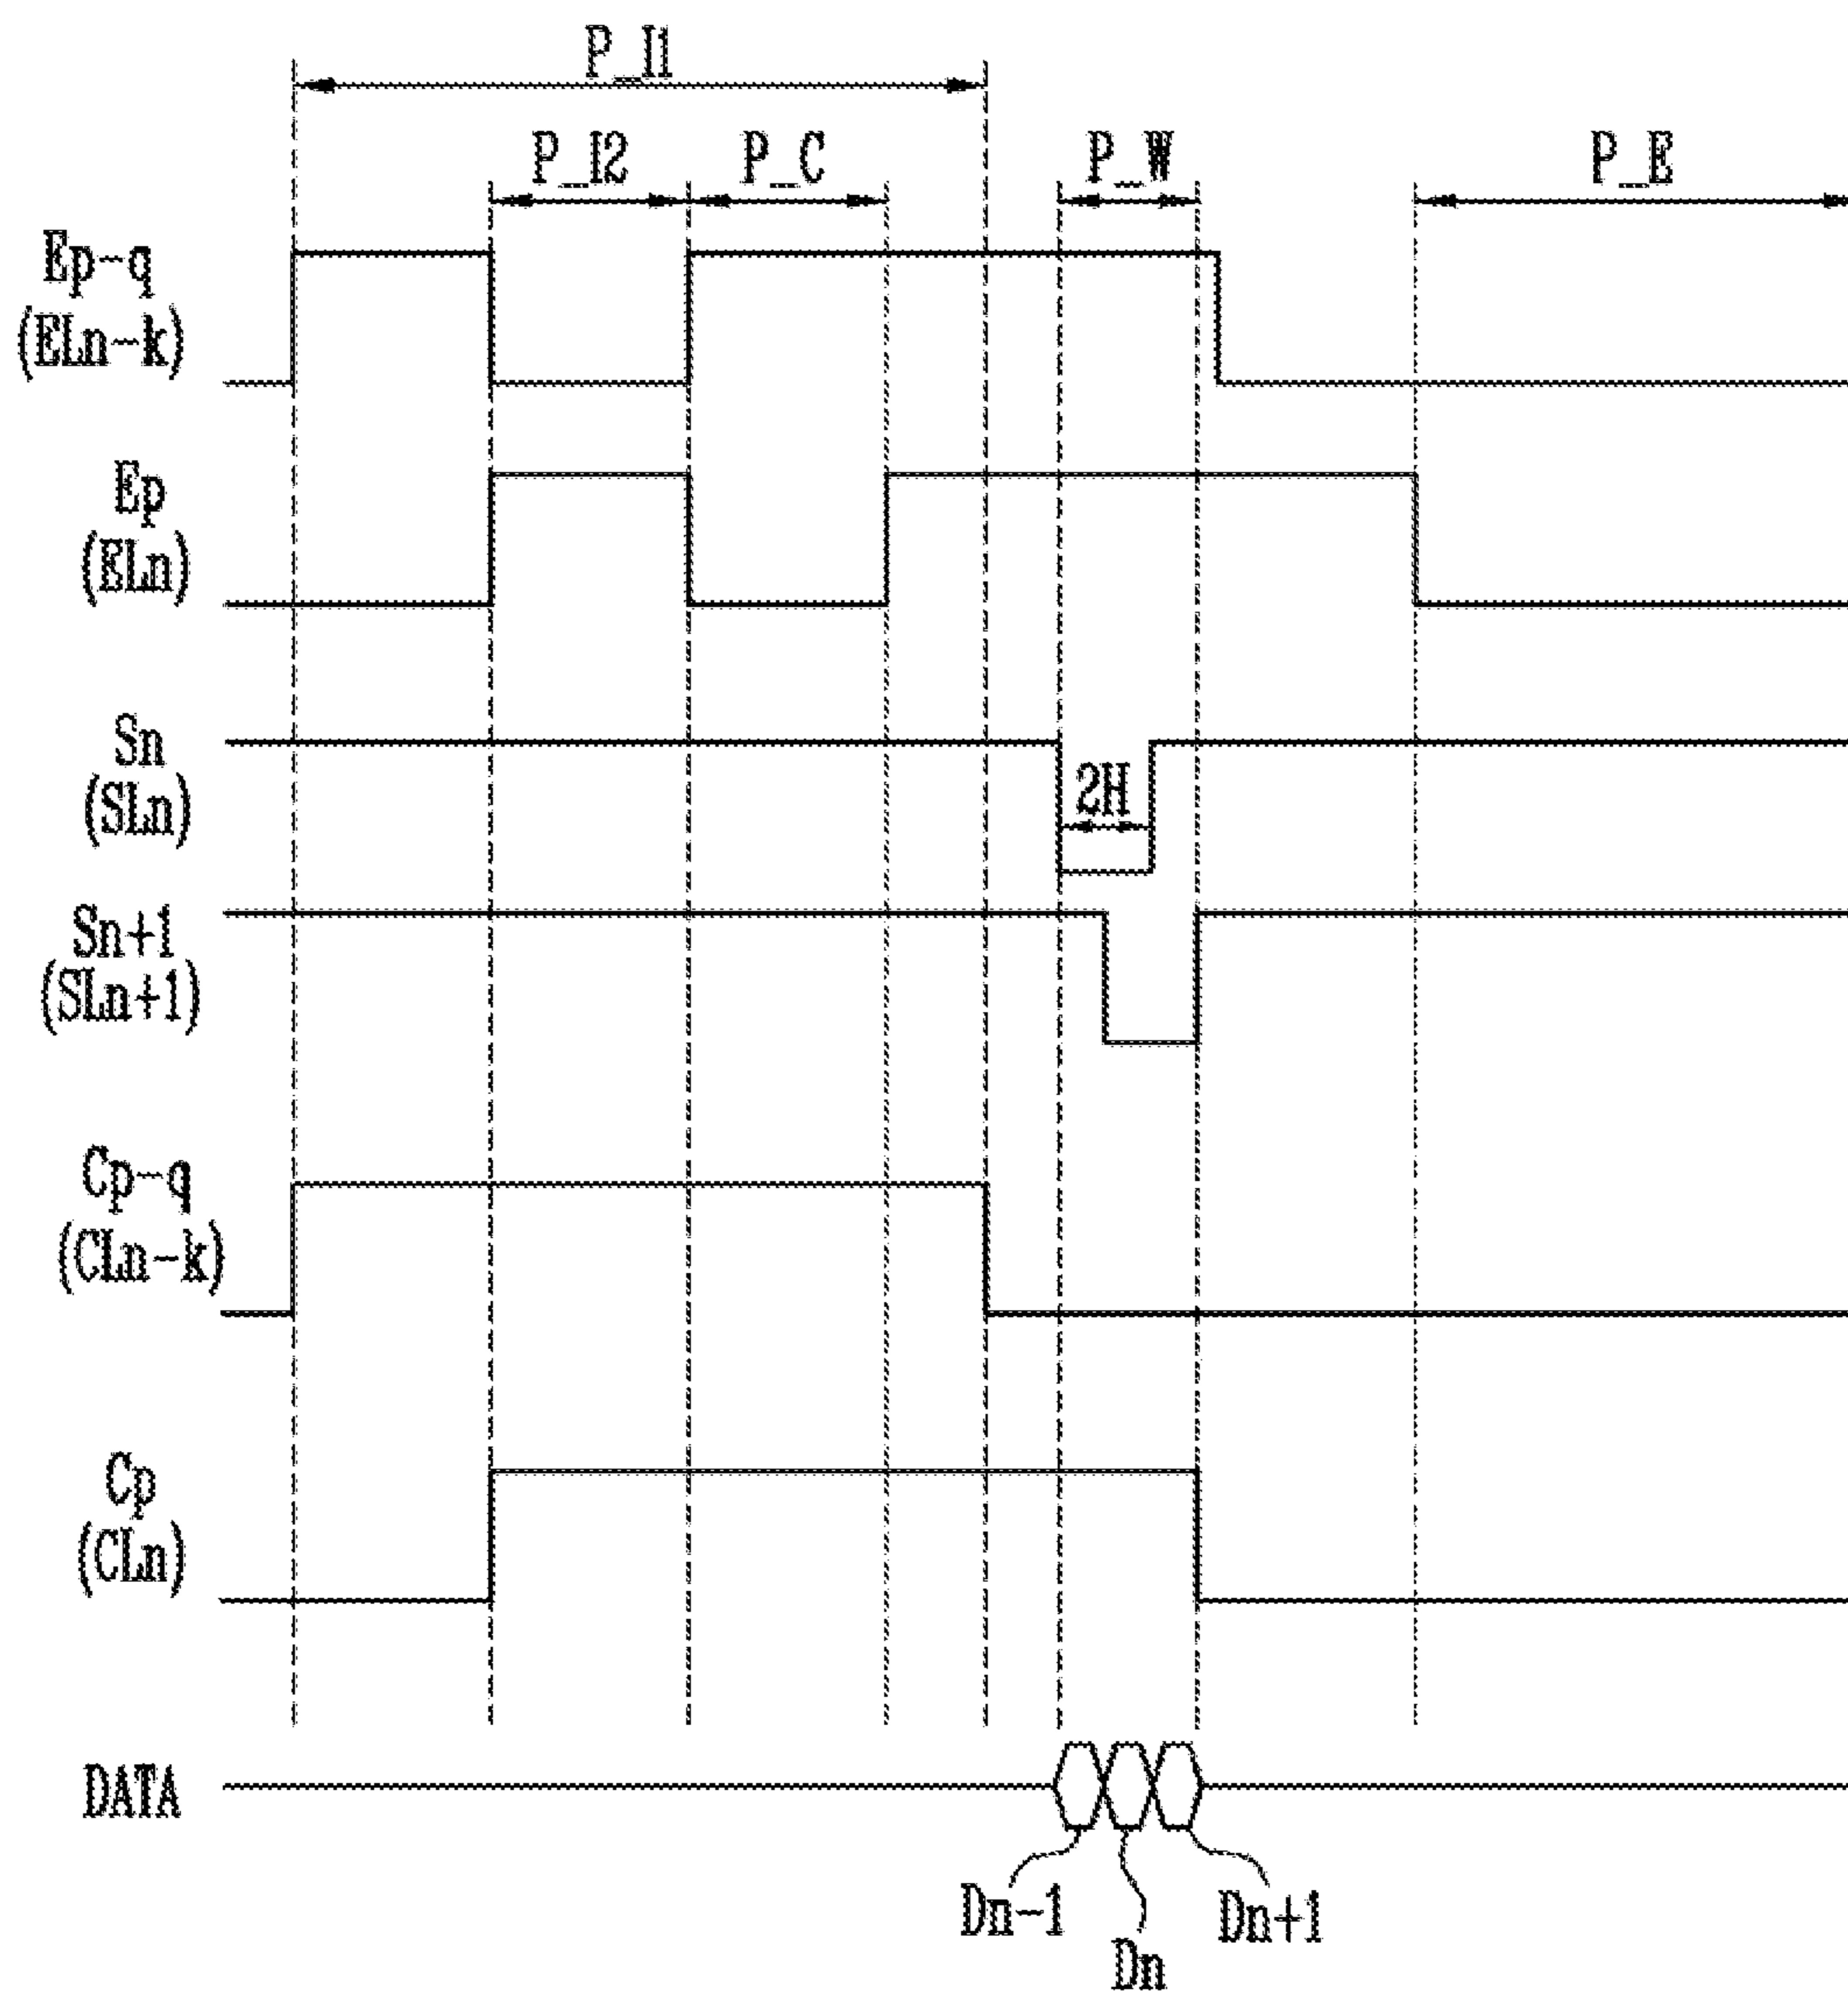 P_I1
P_I2
P_C
P_W
P_E
Ep-q
(ELn-k)
Ep
(ELn)
Sn
(SLn)
2H
Sn+1
(SLn+1)
Cp-q
(CLn-k)
Cp
(CLn)
DATA
Dn-1
Dn
Dn+1